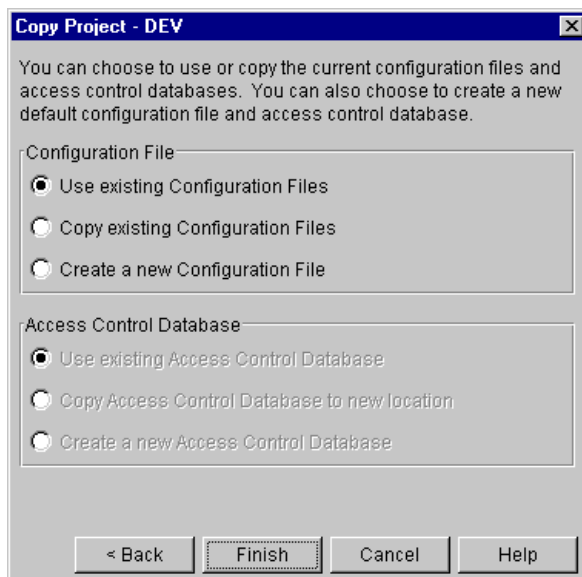 Copy Project - DEV
You can choose to use or copy the current configuration files and
access control databases. You can also choose to create a new
default configuration file and access control database.
Configuration File
Use existing Configuration Files
Copy existing Configuration Files
Create a new Configuration File
Access Control Database
Use existing Access Control Database
Copy Access Control Database to new location
Create a new Access Control Database
< Back Finish Cancel Help